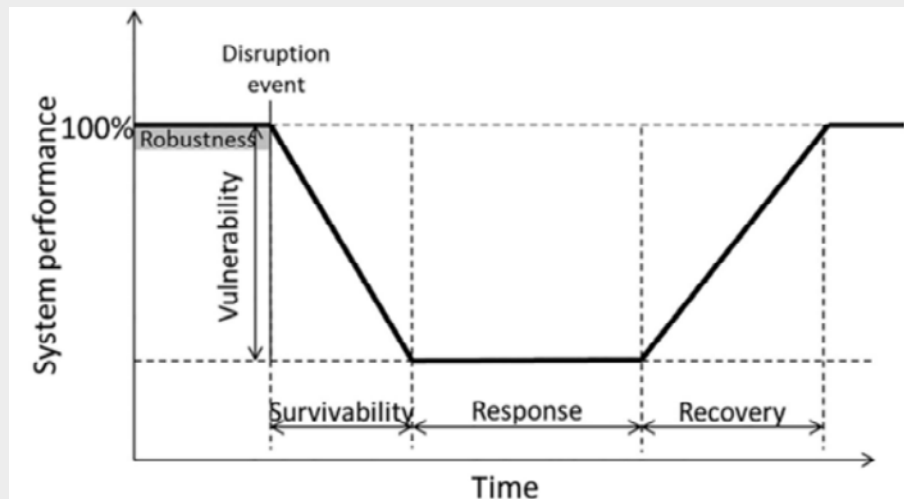 Disruption
event
100%
Robustness
System performance
Vulnerability
Survivability
Response
Recovery
Time